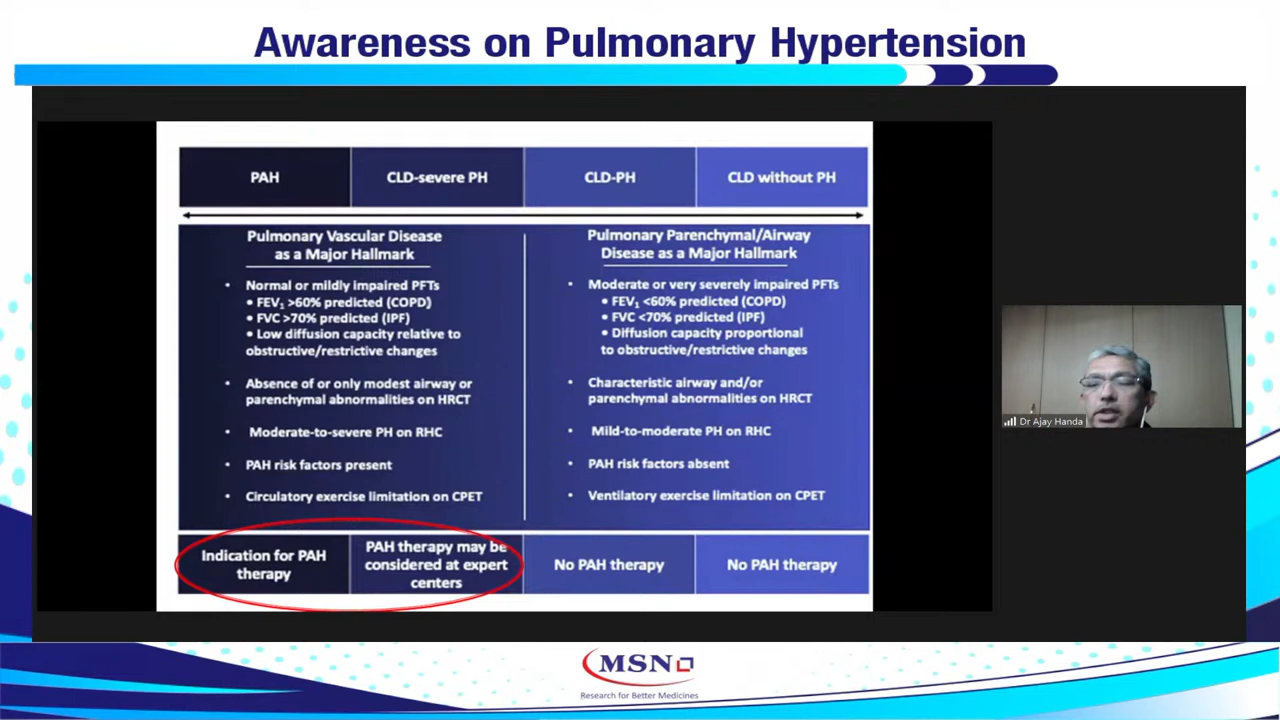 Awareness on Pulmonary Hypertension
PAH
CLD-severe PH
CLD-PH
CLD without PH
Pulmonary Vascular Disease
as a Major Hallmark
• Normal or mildly impaired PFTs
• FEV₁ >60% predicted (COPD)
• FVC >70% predicted (IPF)
• Low diffusion capacity relative to
obstructive/restrictive changes
• Absence of or only modest airway or
parenchymal abnormalities on HRCT
• Moderate-to-severe PH on RHC
• PAH risk factors present
• Circulatory exercise limitation on CPET
Pulmonary Parenchymal/Airway
Disease as a Major Hallmark
• Moderate or very severely impaired PFTs
• FEV₁ <60% predicted (COPD)
• FVC <70% predicted (IPF)
• Diffusion capacity proportional
to obstructive/restrictive changes
• Characteristic airway and/or
parenchymal abnormalities on HRCT
• Mild-to-moderate PH on RHC
• PAH risk factors absent
• Ventilatory exercise limitation on CPET
Indication for PAH
therapy
PAH therapy may be
considered at expert
centers
No PAH therapy
No PAH therapy
Dr Ajay Handa
MSN
Research for Better Medicines